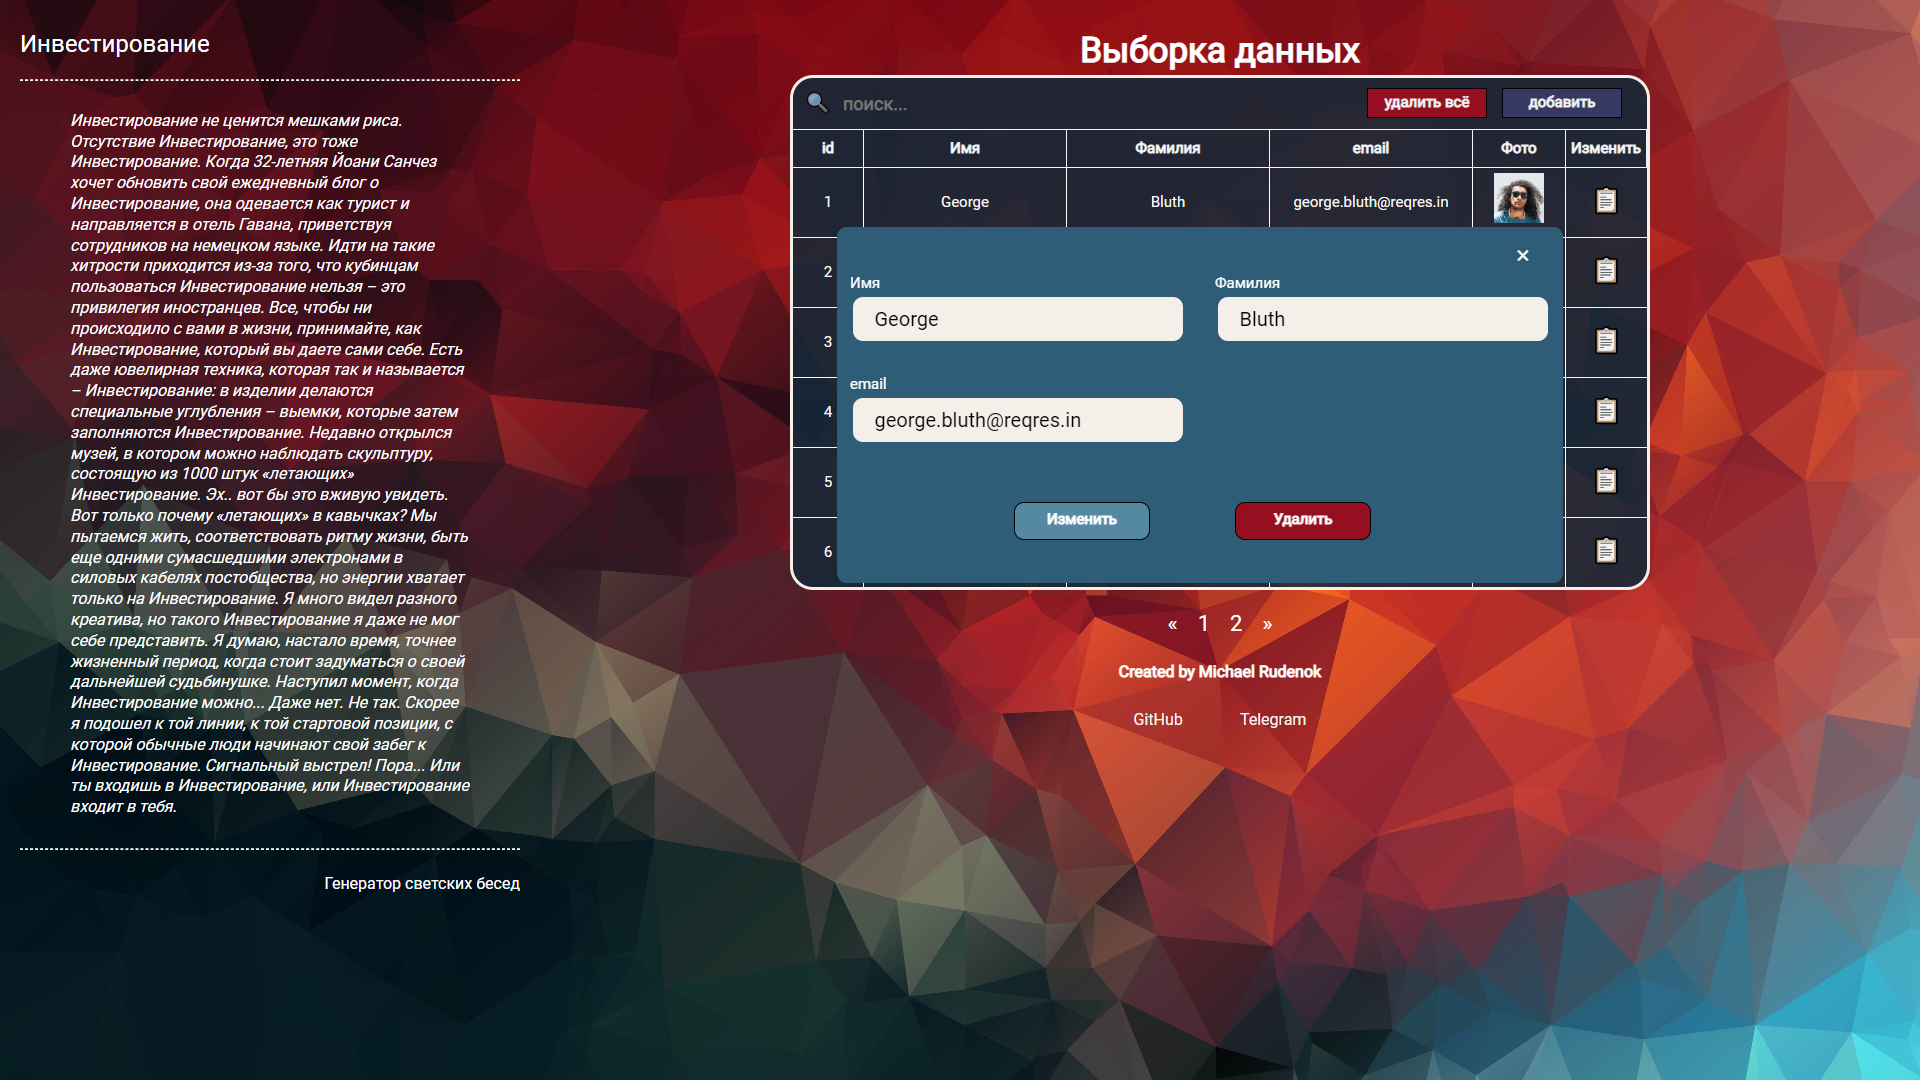 Инвестирование
Инвестирование не ценится мешками риса.
Отсутствие Инвестирование, это тоже
Инвестирование. Когда 32-летняя Йоани Санчез
хочет обновить свой ежедневный блог о
Инвестирование, она одевается как турист и
направляется в отель Гавана, приветствуя
сотрудников на немецком языке. Идти на такие
хитрости приходится из-за того, что кубинцам
пользоваться Инвестирование нельзя – это
привилегия иностранцев. Все, чтобы ни
происходило с вами в жизни, принимайте, как
Инвестирование, который вы даете сами себе. Есть
даже ювелирная техника, которая так и называется
– Инвестирование: в изделии делаются
специальные углубления – выемки, которые затем
заполняются Инвестирование. Недавно открылся
музей, в котором можно наблюдать скульптуру,
состоящую из 1000 штук «летающих»
Инвестирование. Эх.. вот бы это вживую увидеть.
Вот только почему «летающих» в кавычках? Мы
пытаемся жить, соответствовать ритму жизни, быть
еще одними сумасшедшими электронами в
силовых кабелях постобщества, но энергии хватает
только на Инвестирование. Я много видел разного
креатива, но такого Инвестирование я даже не мог
себе представить. Я думаю, настало время, точнее
жизненный период, когда стоит задуматься о своей
дальнейшей судьбинушке. Наступил момент, когда
Инвестирование можно... Даже нет. Не так. Скорее
я подошел к той линии, к той стартовой позиции, с
которой обычные люди начинают свой забег к
Инвестирование. Сигнальный выстрел! Пора... Или
ты входишь в Инвестирование, или Инвестирование
входит в тебя.
Генератор светских бесед
Выборка данных
поиск... удалить всё добавить
id Имя Фамилия email Фото Изменить
1 George Bluth george.bluth@reqres.in
2
3
4
5
6
×
Имя Фамилия
George Bluth
email
george.bluth@reqres.in
Изменить Удалить
« 1 2 »
Created by Michael Rudenok
GitHub Telegram